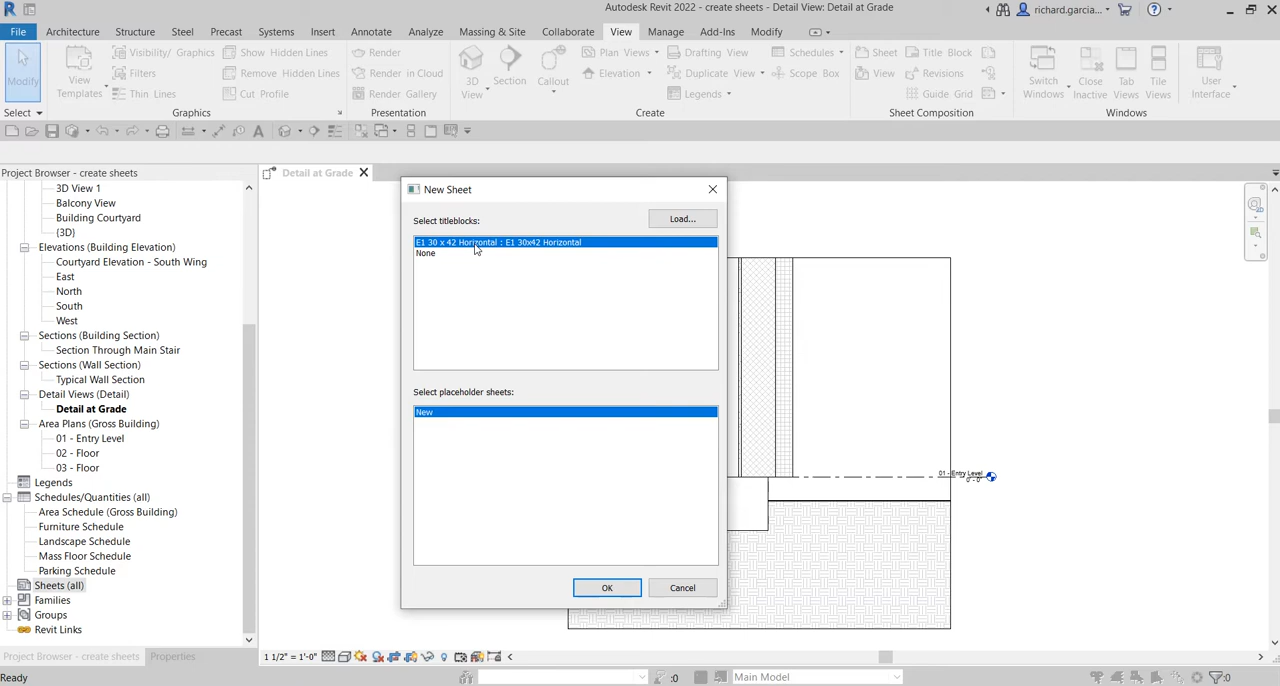 Autodesk Revit 2022 - create sheets - Detail View: Detail at Grade
richard.garcia...
File Architecture Structure Steel Precast Systems Insert Annotate Analyze Massing & Site Collaborate View Manage Add-Ins Modify
Modify
View Templates
Visibility/ Graphics
Filters
Thin Lines
Show Hidden Lines
Remove Hidden Lines
Cut Profile
Render
Render in Cloud
Render Gallery
3D View
Section
Callout
Plan Views
Elevation
Drafting View
Duplicate View
Legends
Schedules
Scope Box
Sheet
View
Title Block
Revisions
Guide Grid
Switch Windows
Close Inactive
Tab Views
Tile Views
User Interface
Select Graphics Presentation Create Sheet Composition Windows
Project Browser - create sheets
Detail at Grade
3D View 1
Balcony View
Building Courtyard
{3D}
Elevations (Building Elevation)
Courtyard Elevation - South Wing
East
North
South
West
Sections (Building Section)
Section Through Main Stair
Sections (Wall Section)
Typical Wall Section
Detail Views (Detail)
Detail at Grade
Area Plans (Gross Building)
01 - Entry Level
02 - Floor
03 - Floor
Legends
Schedules/Quantities (all)
Area Schedule (Gross Building)
Furniture Schedule
Landscape Schedule
Mass Floor Schedule
Parking Schedule
Sheets (all)
Families
Groups
Revit Links
Project Browser - create sheets Properties
New Sheet
Select titleblocks:
Load...
E1 30 x 42 Horizontal : E1 30x42 Horizontal
None
Select placeholder sheets:
New
OK Cancel
01 - Entry Level
0' - 0"
1 1/2" = 1'-0"
Ready
:0
Main Model
:0